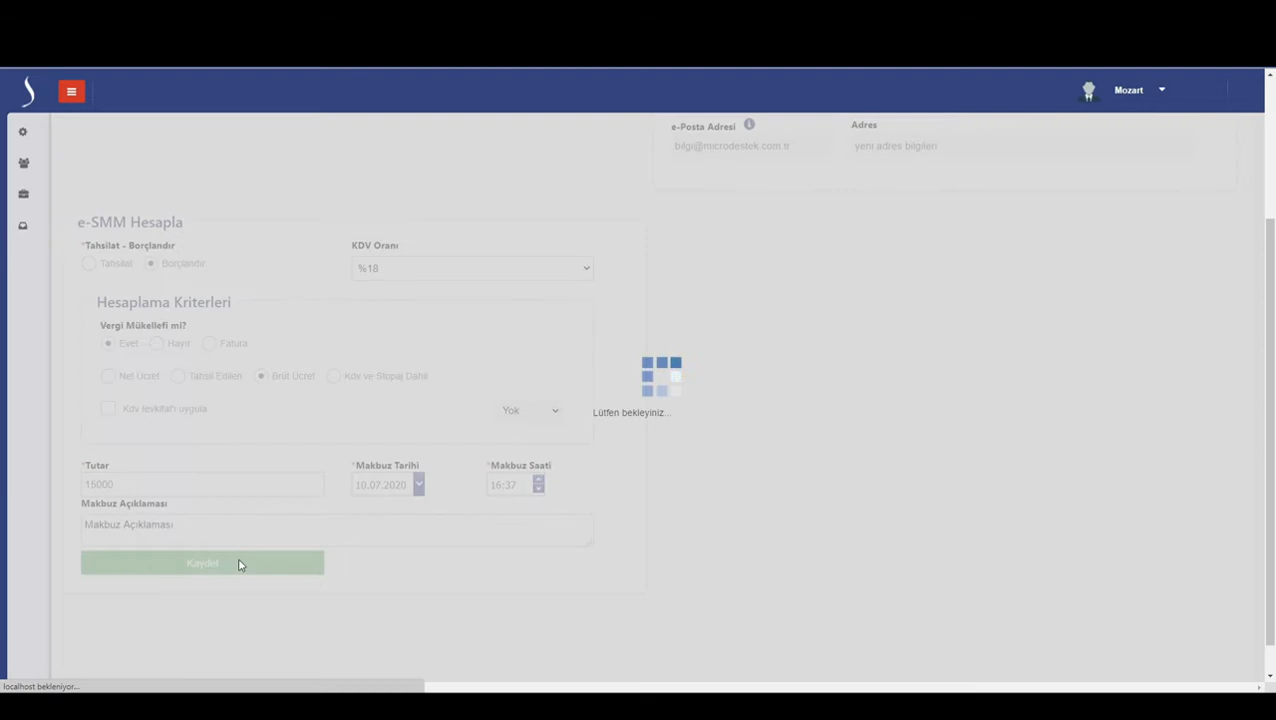 Mozart
e-Posta Adresi
Adres
bilgi@microdestek.com.tr
yeni adres bilgileri
e-SMM Hesapla
*Tahsilat - Borçlandır
KDV Oranı
Tahsilat
Borçlandır
%18
Hesaplama Kriterleri
Vergi Mükellefi mi?
Evet
Hayır
Fatura
Net Ücret
Tahsil Edilen
Brüt Ücret
Kdv ve Stopaj Dahil
Kdv tevkifatı uygula
Yok
Lütfen bekleyiniz...
*Tutar
*Makbuz Tarihi
*Makbuz Saati
15000
10.07.2020
16:37
Makbuz Açıklaması
Makbuz Açıklaması
Kaydet
localhost bekleniyor...